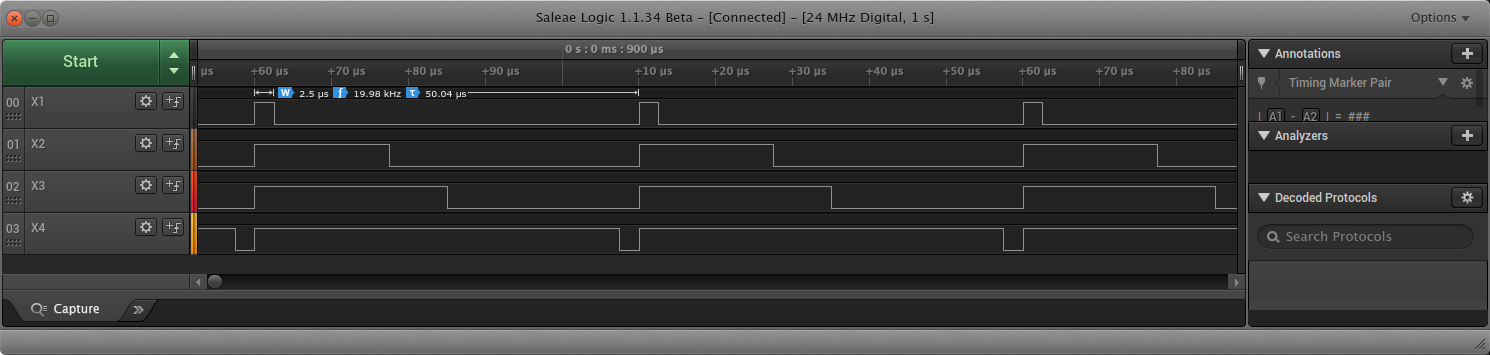 Saleae Logic 1.1.34 Beta – [Connected] – [24 MHz Digital, 1 s]
Options
Start
0 s : 0 ms : 900 µs
µs +60 µs +70 µs +80 µs +90 µs +10 µs +20 µs +30 µs +40 µs +50 µs +60 µs +70 µs +80 µs
W 2.5 µs f 19.98 kHz τ 50.04 µs
00 X1
01 X2
02 X3
03 X4
Capture
Annotations
Timing Marker Pair
| A1 - A2 | = ###
Analyzers
Decoded Protocols
Search Protocols